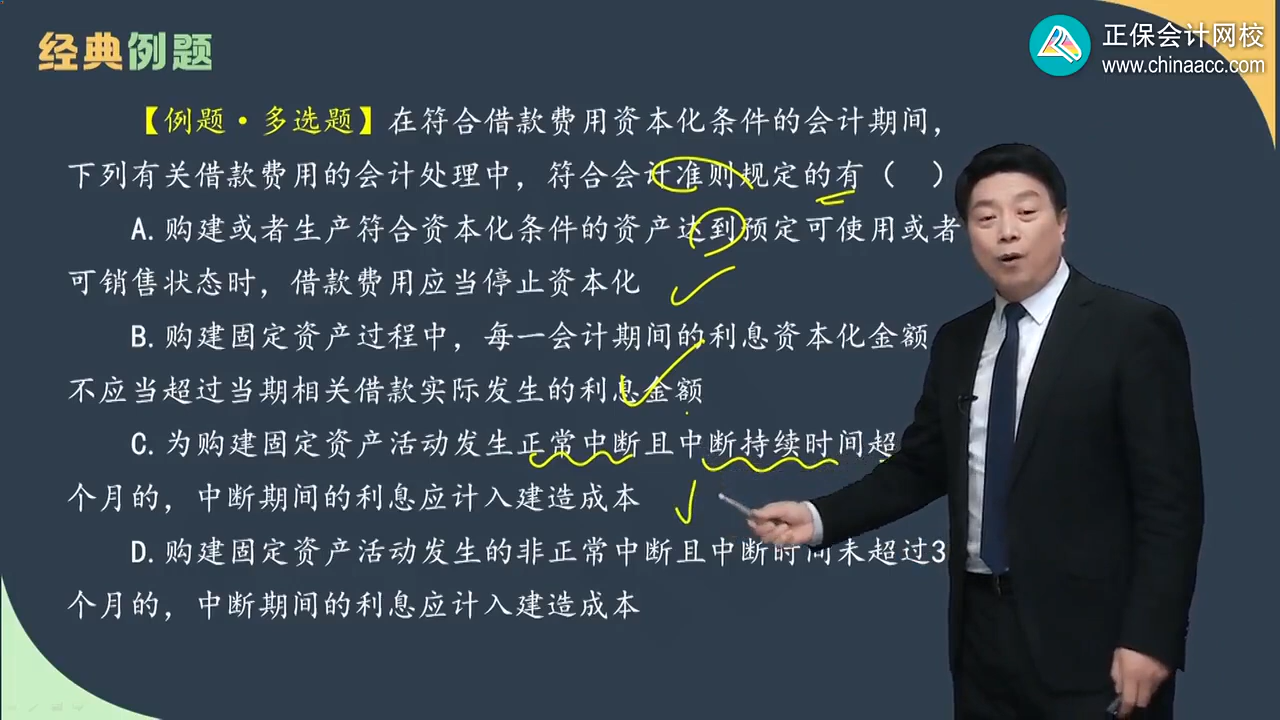 经典例题
正保会计网校
www.chinaacc.com
【例题·多选题】在符合借款费用资本化条件的会计期间，
下列有关借款费用的会计处理中，符合会计准则规定的有（ ）
A.购建或者生产符合资本化条件的资产达到预定可使用或者
可销售状态时，借款费用应当停止资本化
B.购建固定资产过程中，每一会计期间的利息资本化金额
不应当超过当期相关借款实际发生的利息金额
C.为购建固定资产活动发生正常中断且中断持续时间超
个月的，中断期间的利息应计入建造成本
D.购建固定资产活动发生的非正常中断且中断时间未超过3
个月的，中断期间的利息应计入建造成本